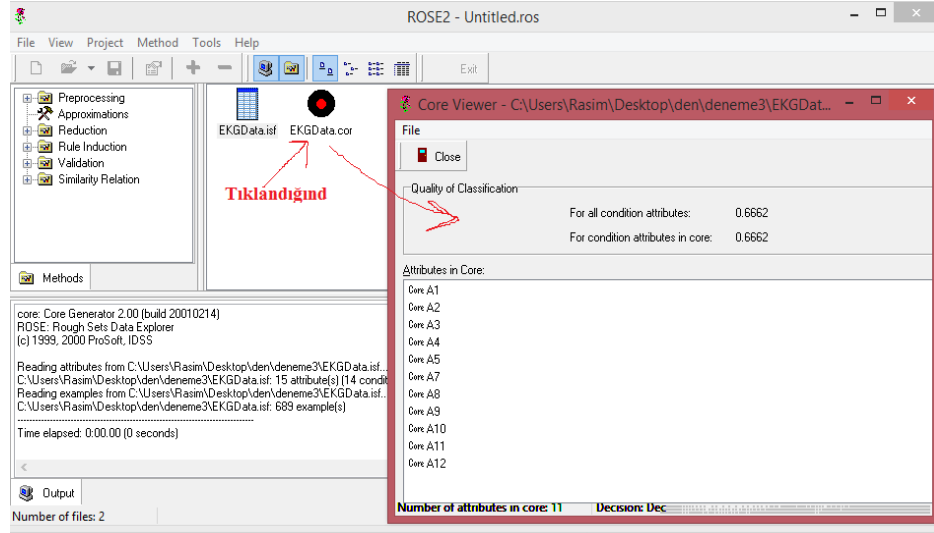 ROSE2 - Untitled.ros
File View Project Method Tools Help
Exit
Preprocessing
Approximations
Reduction
Rule Induction
Validation
Similarity Relation
Methods
EKGData.isf EKGData.cor
Tıklandığınd
Core Viewer - C:\Users\Rasim\Desktop\den\deneme3\EKGDat...
File
Close
Quality of Classification
For all condition attributes: 0.6662
For condition attributes in core: 0.6662
Attributes in Core:
Core A1
Core A2
Core A3
Core A4
Core A5
Core A7
Core A8
Core A9
Core A10
Core A11
Core A12
Number of attributes in core: 11 Decision: Dec
core: Core Generator 2.00 (build 20010214)
ROSE: Rough Sets Data Explorer
(c) 1999, 2000 ProSoft, IDSS
Reading attributes from C:\Users\Rasim\Desktop\den\deneme3\EKGData.isf...
C:\Users\Rasim\Desktop\den\deneme3\EKGData.isf: 15 attribute(s) (14 condit
Reading examples from C:\Users\Rasim\Desktop\den\deneme3\EKGData.isf...
C:\Users\Rasim\Desktop\den\deneme3\EKGData.isf: 689 example(s)
Time elapsed: 0:00.00 (0 seconds)
Output
Number of files: 2